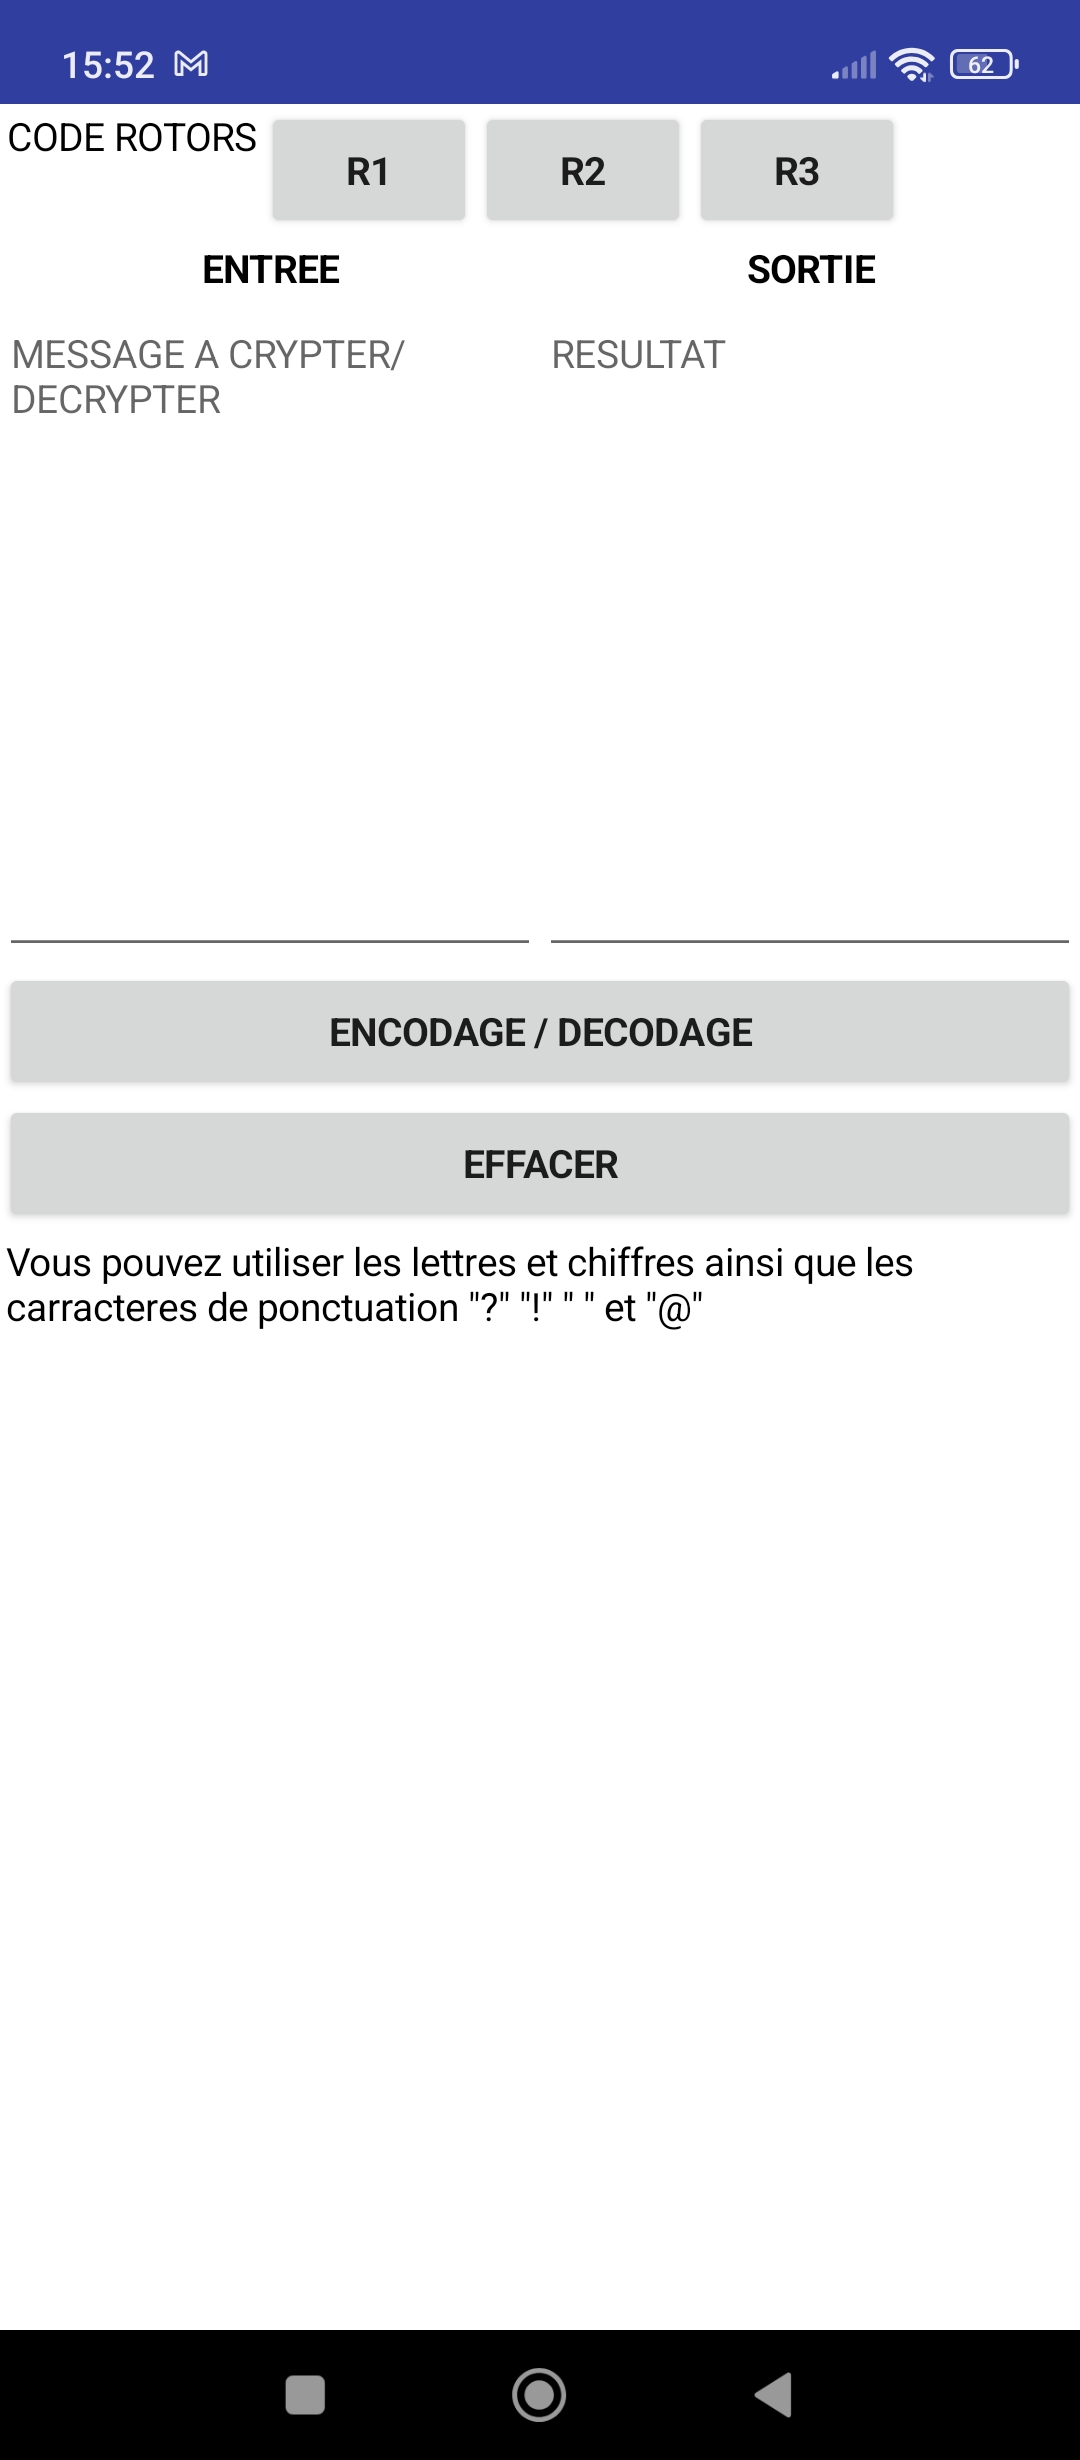 15:52
62
CODE ROTORS R1 R2 R3
ENTREE SORTIE
MESSAGE A CRYPTER/ RESULTAT
DECRYPTER
ENCODAGE / DECODAGE
EFFACER
Vous pouvez utiliser les lettres et chiffres ainsi que les
carracteres de ponctuation "?" "!" " " et "@"